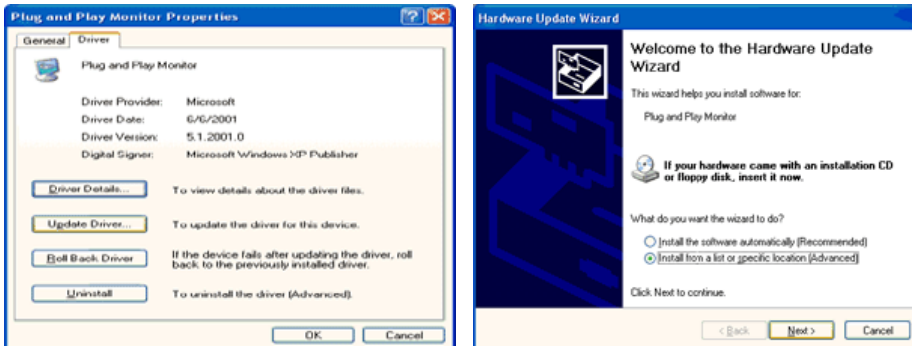 Plug and Play Monitor Properties
General
Driver
Plug and Play Monitor
Driver Provider: Microsoft
Driver Date: 6/6/2001
Driver Version: 5.1.2001.0
Digital Signer: Microsoft Windows XP Publisher
Driver Details... To view details about the driver files.
Update Driver... To update the driver for this device.
Roll Back Driver If the device fails after updating the driver, roll
back to the previously installed driver.
Uninstall To uninstall the driver (Advanced).
OK Cancel
Hardware Update Wizard
Welcome to the Hardware Update
Wizard
This wizard helps you install software for:
Plug and Play Monitor
If your hardware came with an installation CD
or floppy disk, insert it now.
What do you want the wizard to do?
Install the software automatically (Recommended)
Install from a list or specific location (Advanced)
Click Next to continue.
< Back Next > Cancel